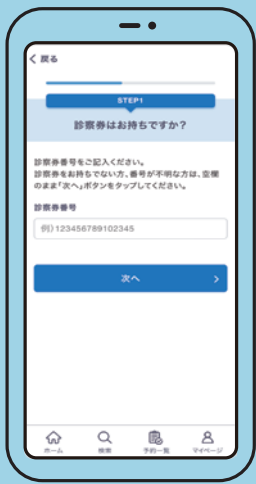 戻る
STEP1
診察券はお持ちですか?
診察券番号をご記入ください。
診察券をお持ちでない方、番号が不明な方は、空欄
のまま「次へ」ボタンをタップしてください。
診察券番号
例)123456789102345
次へ
ホーム 検索 予約一覧 マイページ